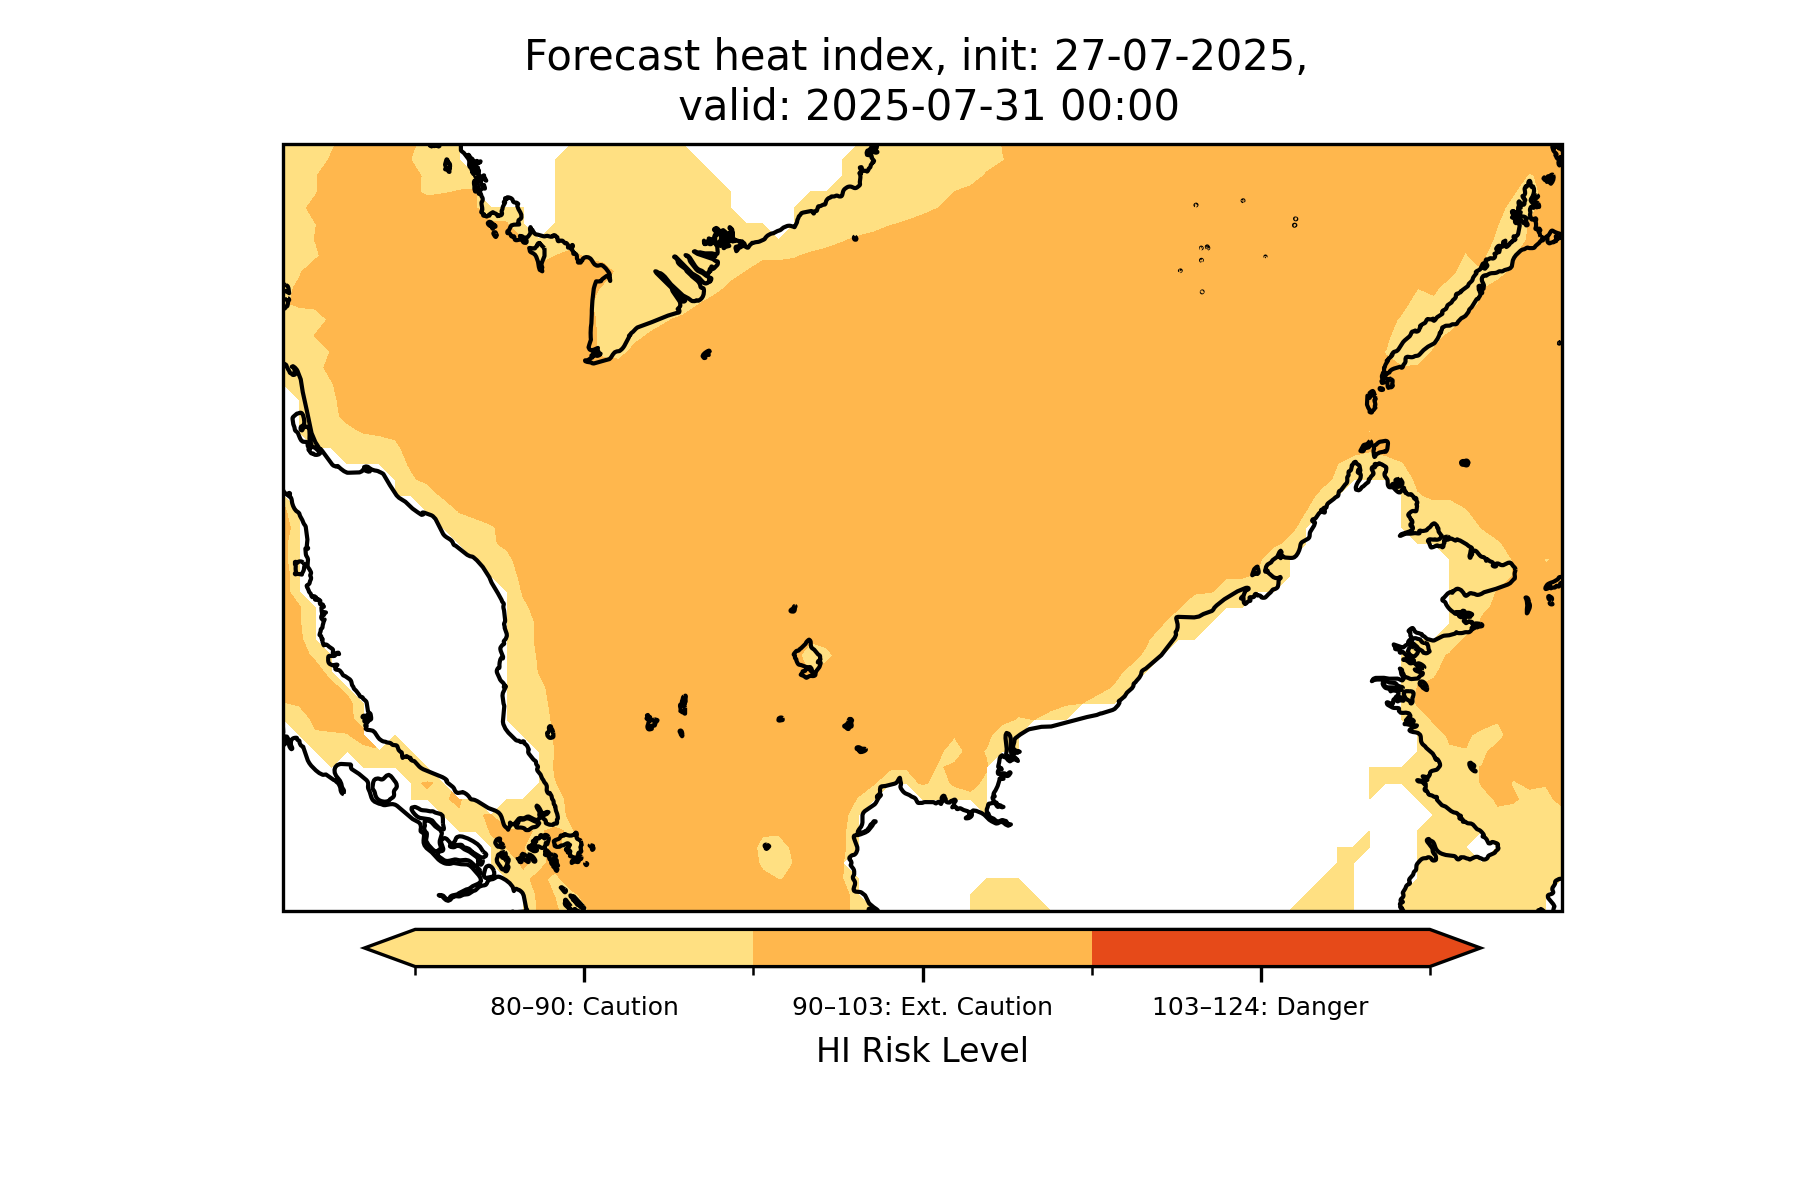 Forecast heat index, init: 27-07-2025,
valid: 2025-07-31 00:00
80–90: Caution
90–103: Ext. Caution
103–124: Danger
HI Risk Level